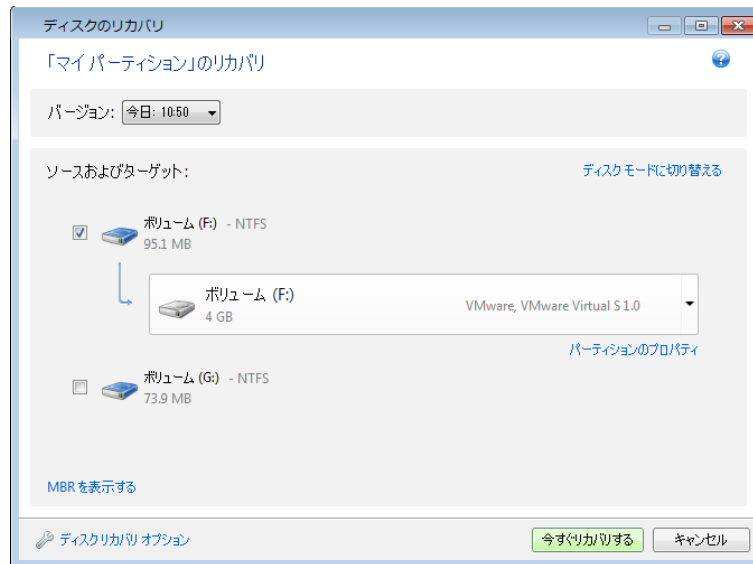 ディスクのリカバリ
「マイ パーティション」のリカバリ
バージョン: 今日: 10:50
ソースおよびターゲット: ディスク モードに切り替える
ボリューム (F:) - NTFS
95.1 MB
ボリューム (F:) VMware, VMware Virtual S 1.0
4 GB
パーティションのプロパティ
ボリューム (G:) - NTFS
73.9 MB
MBR を表示する
ディスク リカバリ オプション 今すぐリカバリする キャンセル